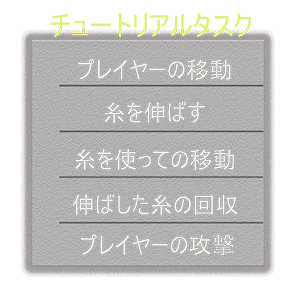 チュートリアルタスク
プレイヤーの移動
糸を伸ばす
糸を使っての移動
伸ばした糸の回収
プレイヤーの攻撃